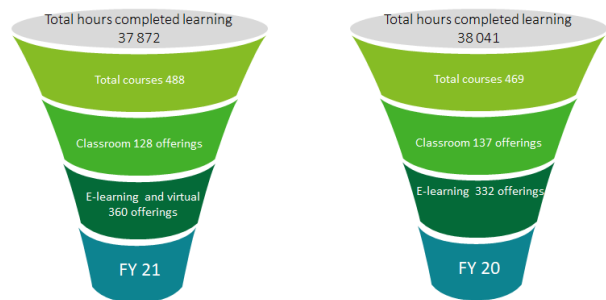 Total hours completed learning
37 872
Total courses 488
Classroom 128 offerings
E-learning and virtual
360 offerings
FY 21
Total hours completed learning
38 041
Total courses 469
Classroom 137 offerings
E-learning 332 offerings
FY 20